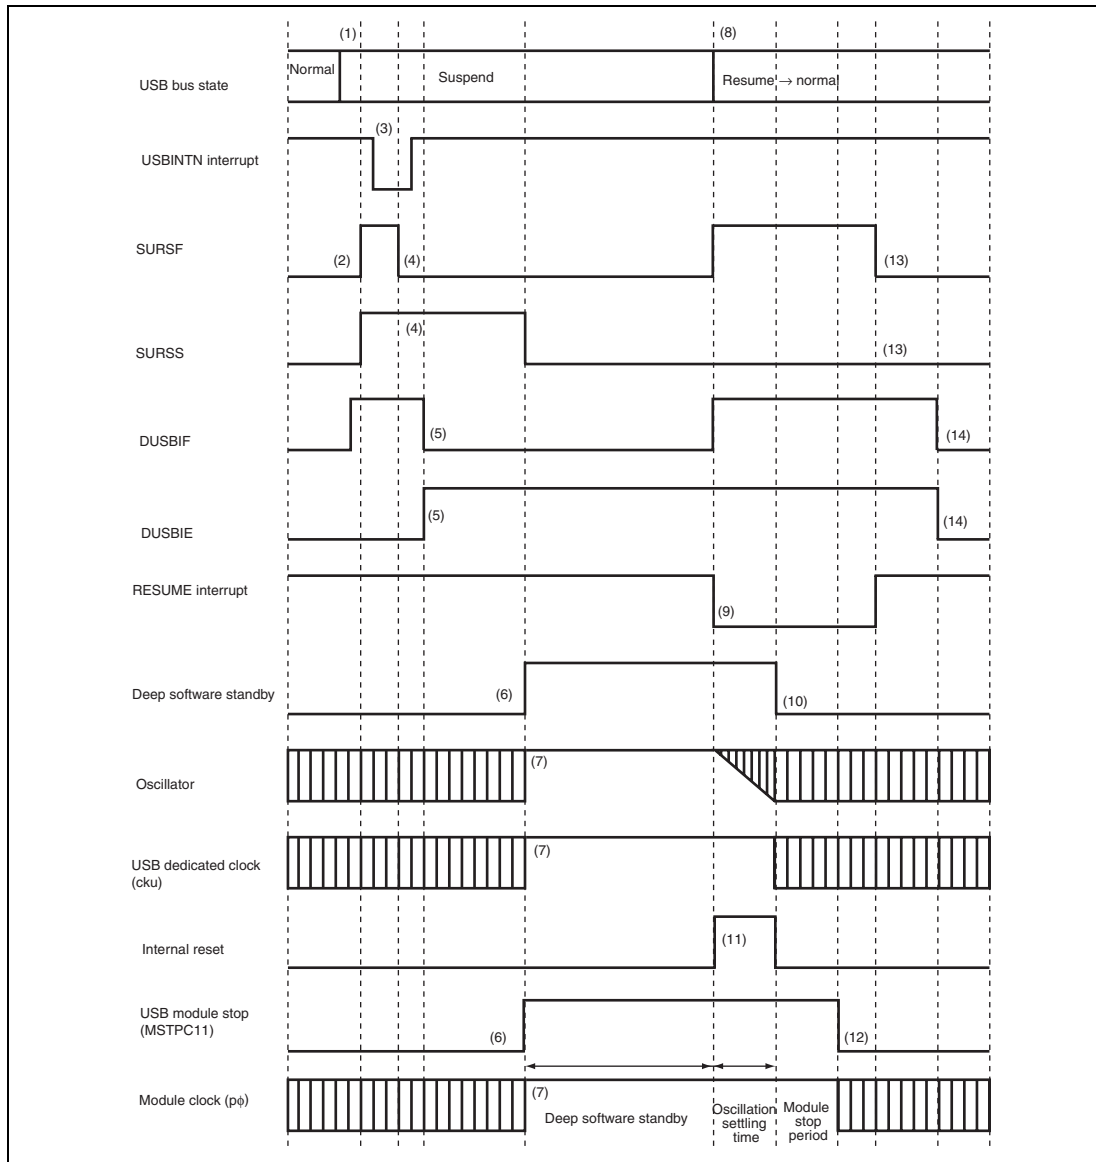 (1)
(8)
Normal
USB bus state
Suspend
Resume → normal
(3)
USBINTN interrupt
SURSF
(2)
(4)
(13)
(4)
SURSS
(13)
DUSBIF
(5)
(14)
DUSBIE
(5)
(14)
RESUME interrupt
(9)
Deep software standby
(6)
(10)
(7)
Oscillator
(7)
USB dedicated clock
(cku)
Internal reset
(11)
USB module stop
(MSTPC11)
(6)
(12)
(7)
Module clock (pϕ)
Deep software standby
Oscillation
settling
time
Module
stop
period